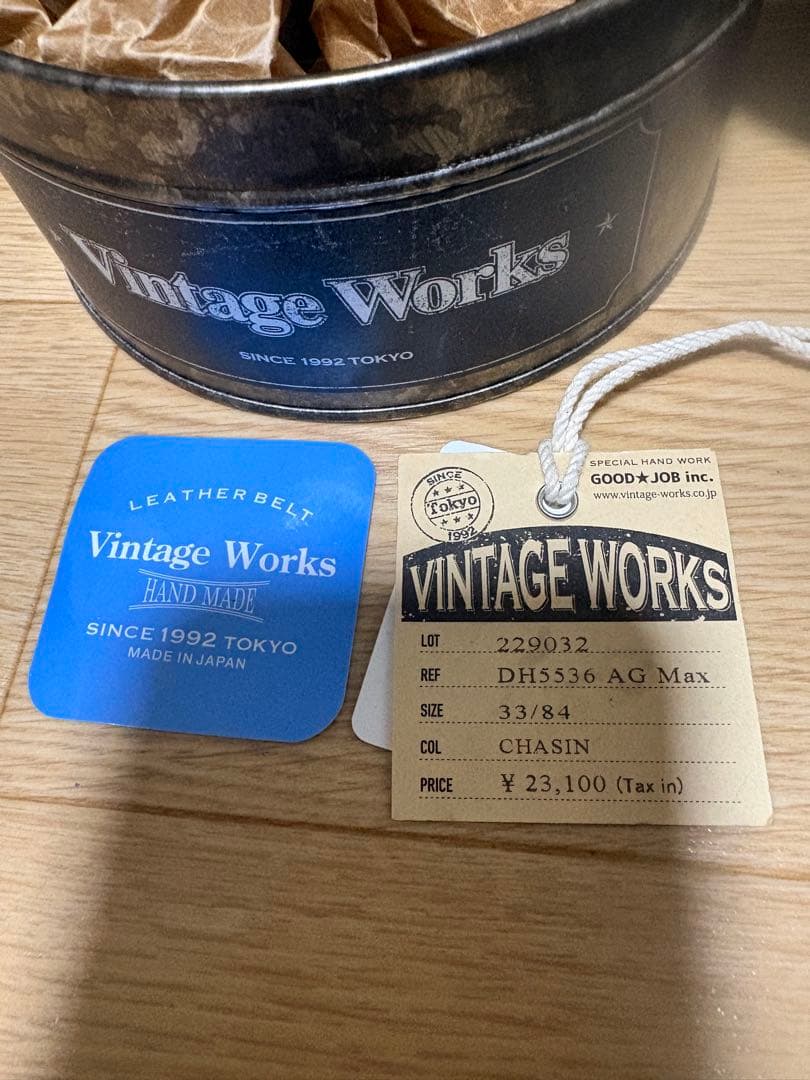 Vintage Works
SINCE 1992 TOKYO
LEATHER BELT
Vintage Works
HAND MADE
SINCE 1992 TOKYO
MADE IN JAPAN
SINCE
Tokyo
1992
SPECIAL HAND WORK
GOOD★JOB inc.
www.vintage-works.co.jp
VINTAGE WORKS
LOT 229032
REF DH5536 AG Max
SIZE 33/84
COL CHASIN
PRICE ¥ 23,100 (Tax in)